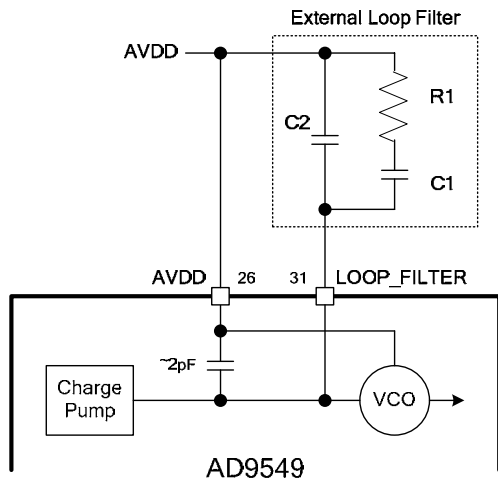 External Loop Filter
AVDD
R1
C2
C1
AVDD 26 31 LOOP_FILTER
~2pF
Charge
Pump
VCO
AD9549